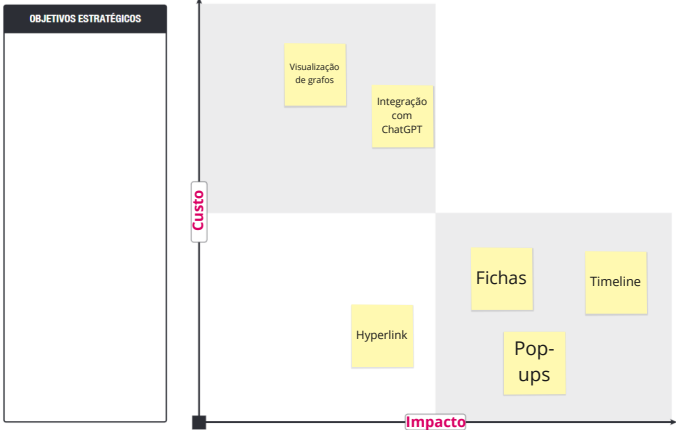 OBJETIVOS ESTRATÉGICOS
Visualização
de grafos
Integração
com
ChatGPT
Custo
Fichas
Timeline
Hyperlink
Pop-
ups
Impacto